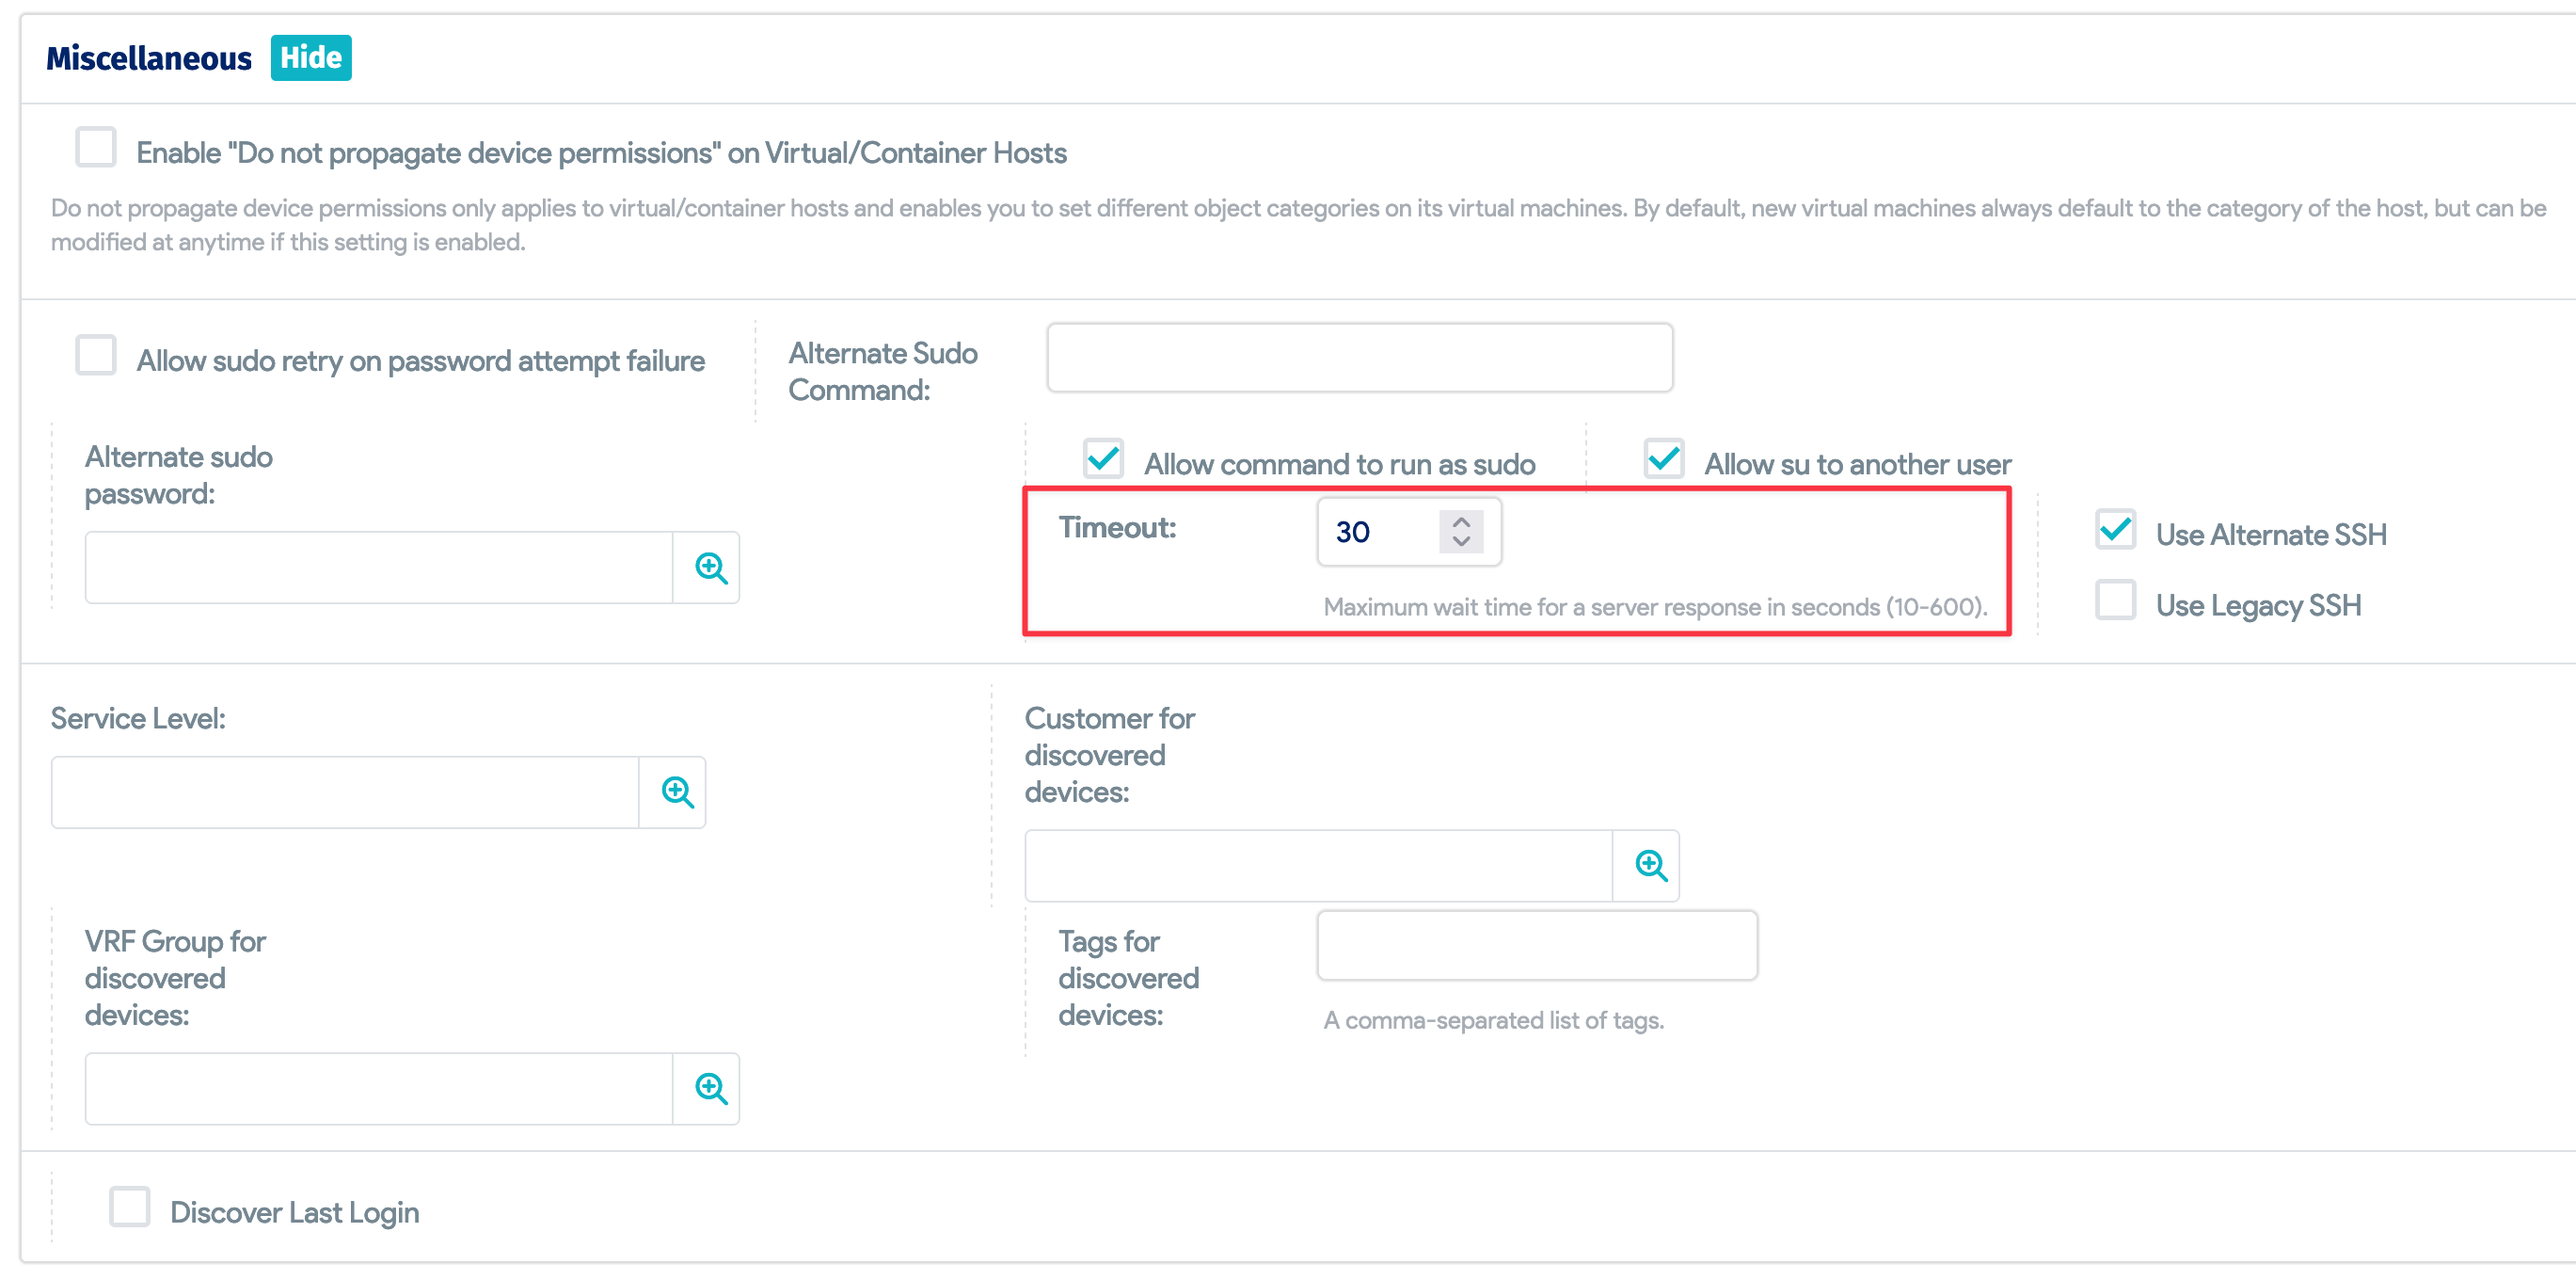 Miscellaneous Hide
Enable "Do not propagate device permissions" on Virtual/Container Hosts
Do not propagate device permissions only applies to virtual/container hosts and enables you to set different object categories on its virtual machines. By default, new virtual machines always default to the category of the host, but can be
modified at anytime if this setting is enabled.
Allow sudo retry on password attempt failure
Alternate Sudo
Command:
Alternate sudo
password:
Allow command to run as sudo
Allow su to another user
Timeout:
30
Maximum wait time for a server response in seconds (10-600).
Use Alternate SSH
Use Legacy SSH
Service Level:
Customer for
discovered
devices:
VRF Group for
discovered
devices:
Tags for
discovered
devices:
A comma-separated list of tags.
Discover Last Login